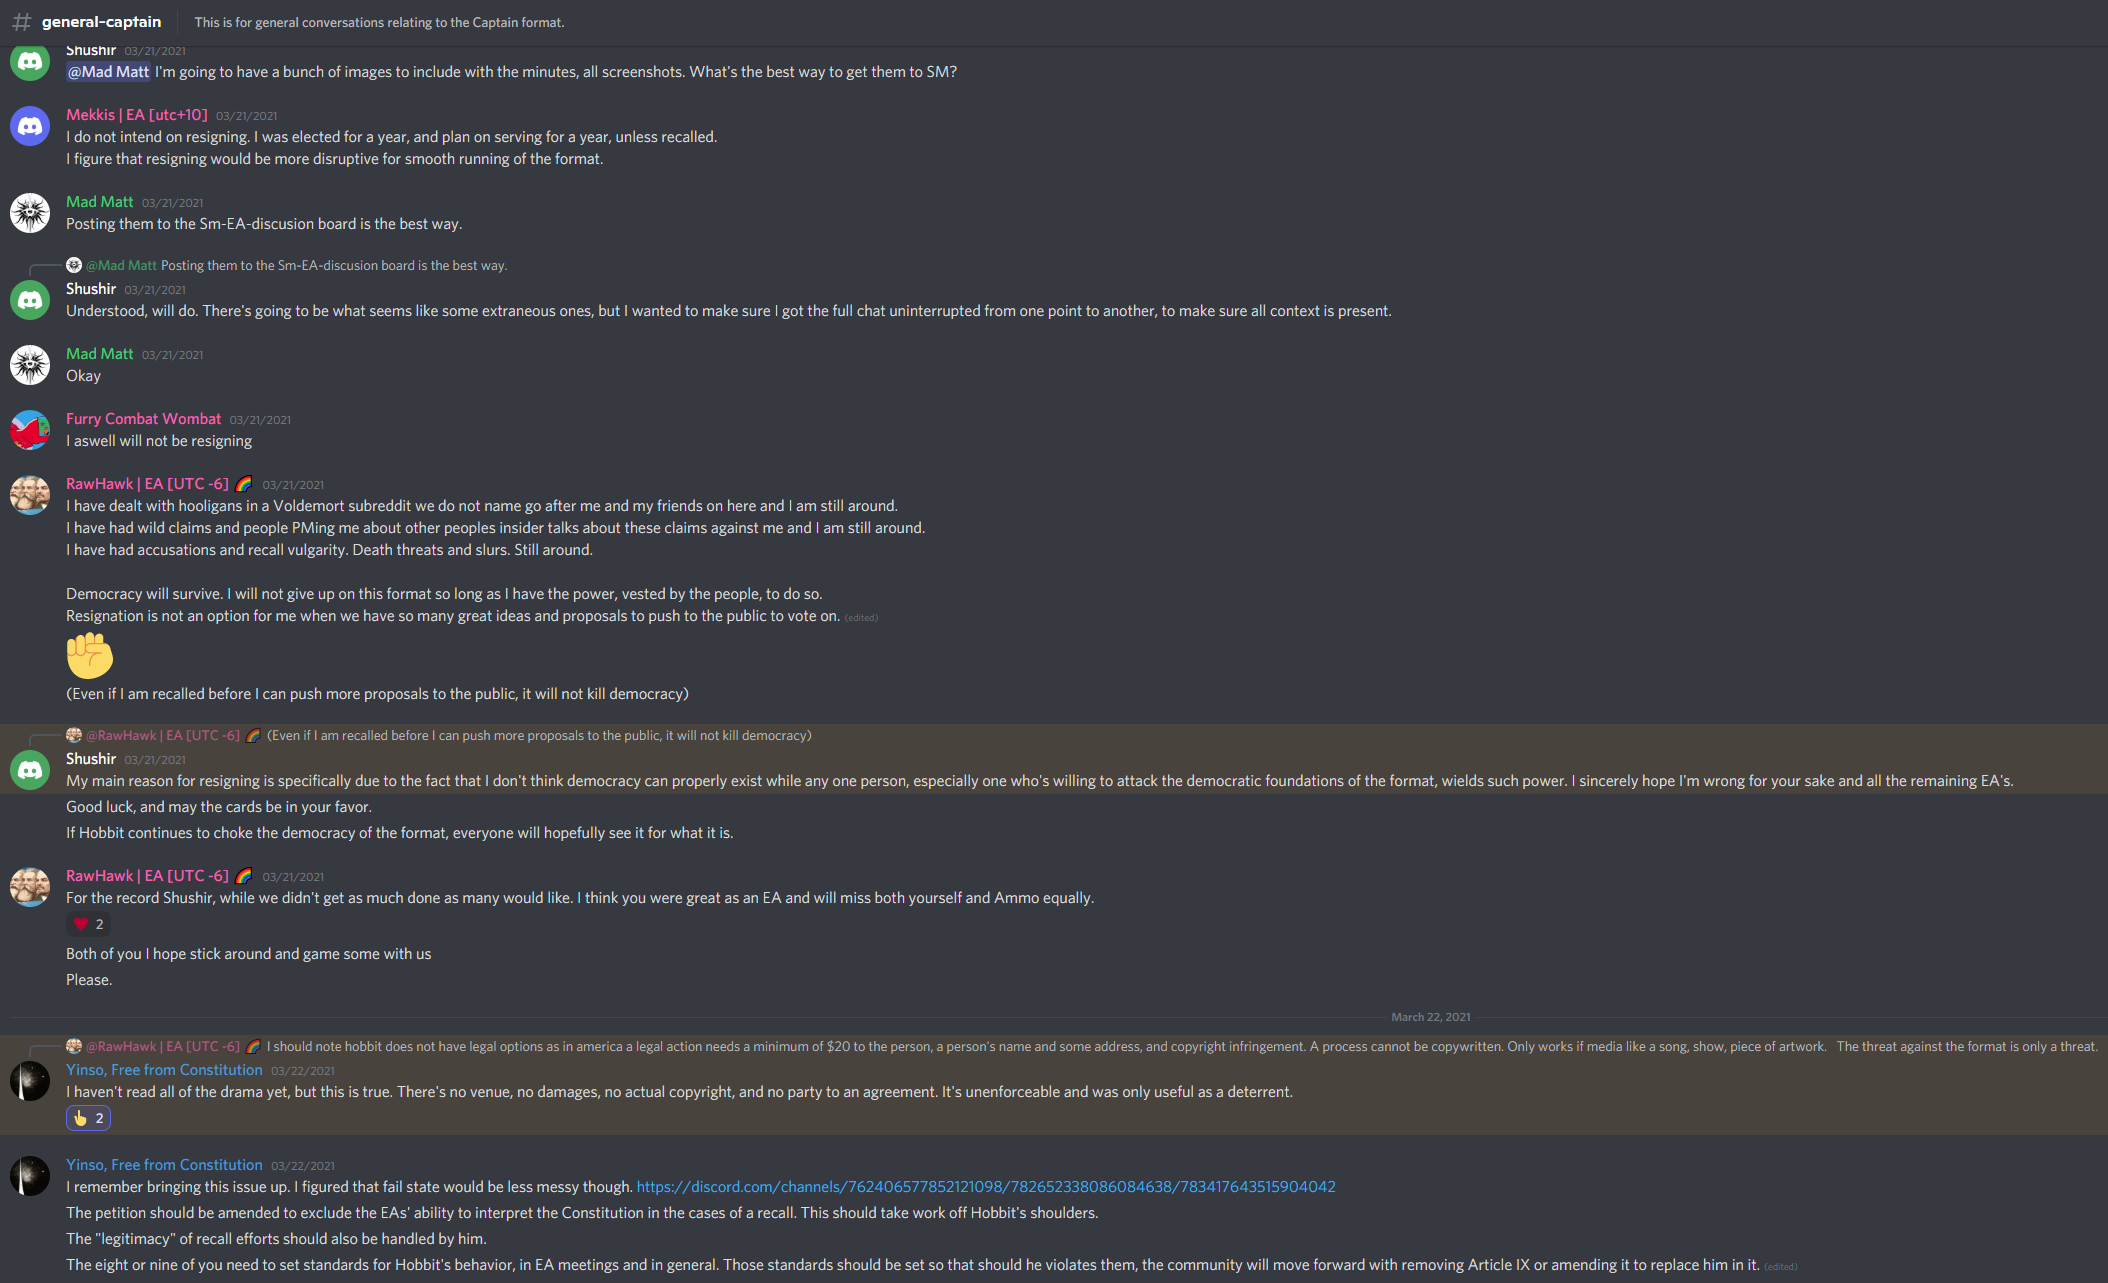 general-captain This is for general conversations relating to the Captain format.
Shushir 03/21/2021
@Mad Matt I'm going to have a bunch of images to include with the minutes, all screenshots. What's the best way to get them to SM?
Mekkis | EA [utc+10] 03/21/2021
I do not intend on resigning. I was elected for a year, and plan on serving for a year, unless recalled.
I figure that resigning would be more disruptive for smooth running of the format.
Mad Matt 03/21/2021
Posting them to the Sm-EA-discusion board is the best way.
@Mad Matt Posting them to the Sm-EA-discusion board is the best way.
Shushir 03/21/2021
Understood, will do. There's going to be what seems like some extraneous ones, but I wanted to make sure I got the full chat uninterrupted from one point to another, to make sure all context is present.
Mad Matt 03/21/2021
Okay
Furry Combat Wombat 03/21/2021
I aswell will not be resigning
RawHawk | EA [UTC -6] 🌈 03/21/2021
I have dealt with hooligans in a Voldemort subreddit we do not name go after me and my friends on here and I am still around.
I have had wild claims and people PMing me about other peoples insider talks about these claims against me and I am still around.
I have had accusations and recall vulgarity. Death threats and slurs. Still around.
Democracy will survive. I will not give up on this format so long as I have the power, vested by the people, to do so.
Resignation is not an option for me when we have so many great ideas and proposals to push to the public to vote on. (edited)
(Even if I am recalled before I can push more proposals to the public, it will not kill democracy)
@RawHawk | EA [UTC -6] 🌈 (Even if I am recalled before I can push more proposals to the public, it will not kill democracy)
Shushir 03/21/2021
My main reason for resigning is specifically due to the fact that I don't think democracy can properly exist while any one person, especially one who's willing to attack the democratic foundations of the format, wields such power. I sincerely hope I'm wrong for your sake and all the remaining EA's.
Good luck, and may the cards be in your favor.
If Hobbit continues to choke the democracy of the format, everyone will hopefully see it for what it is.
RawHawk | EA [UTC -6] 🌈 03/21/2021
For the record Shushir, while we didn't get as much done as many would like. I think you were great as an EA and will miss both yourself and Ammo equally.
2
Both of you I hope stick around and game some with us
Please.
March 22, 2021
@RawHawk | EA [UTC -6] 🌈 I should note hobbit does not have legal options as in america a legal action needs a minimum of $20 to the person, a person's name and some address, and copyright infringement. A process cannot be copywritten. Only works if media like a song, show, piece of artwork. The threat against the format is only a threat.
Yinso, Free from Constitution 03/22/2021
I haven't read all of the drama yet, but this is true. There's no venue, no damages, no actual copyright, and no party to an agreement. It's unenforceable and was only useful as a deterrent.
2
Yinso, Free from Constitution 03/22/2021
I remember bringing this issue up. I figured that fail state would be less messy though. https://discord.com/channels/762406577852121098/782652338086084638/783417643515904042
The petition should be amended to exclude the EAs' ability to interpret the Constitution in the cases of a recall. This should take work off Hobbit's shoulders.
The "legitimacy" of recall efforts should also be handled by him.
The eight or nine of you need to set standards for Hobbit's behavior, in EA meetings and in general. Those standards should be set so that should he violates them, the community will move forward with removing Article IX or amending it to replace him in it. (edited)